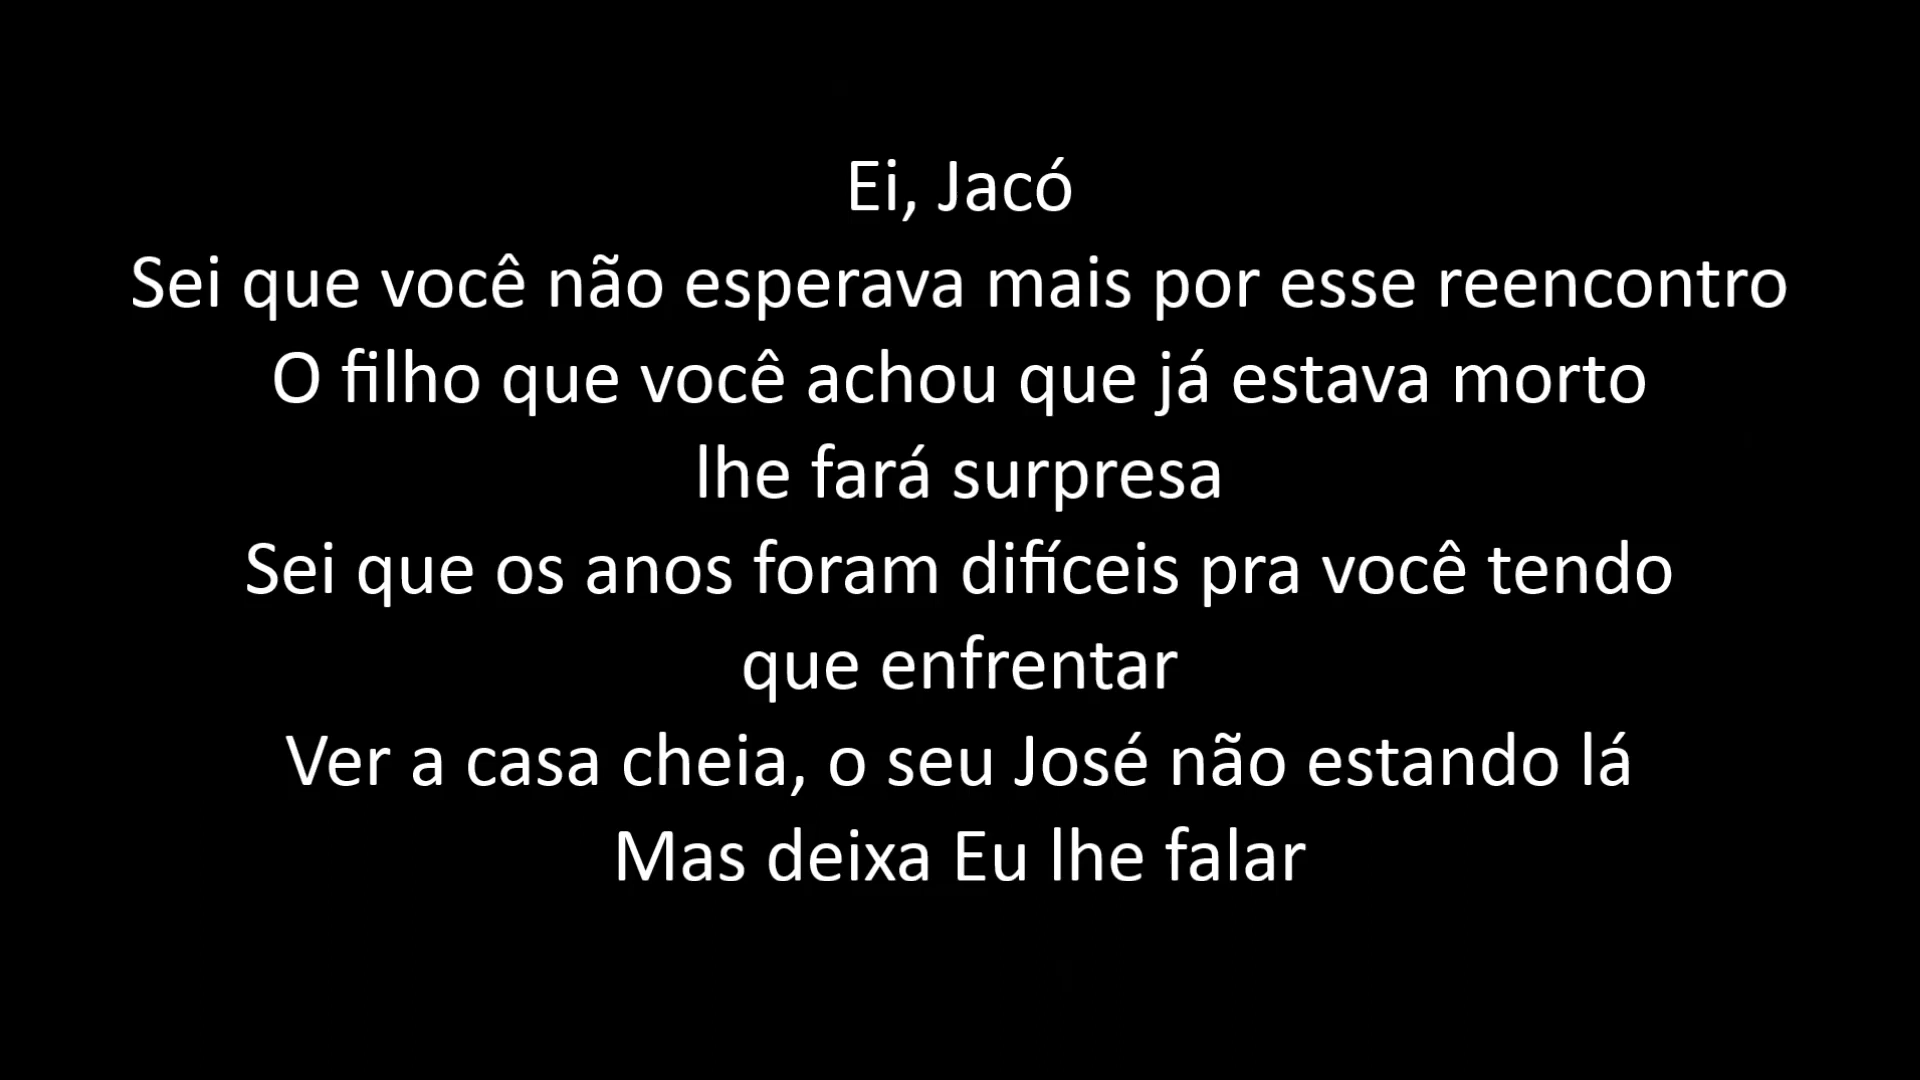 Ei, Jacó
Sei que você não esperava mais por esse reencontro
O filho que você achou que já estava morto
lhe fará surpresa
Sei que os anos foram difíceis pra você tendo
que enfrentar
Ver a casa cheia, o seu José não estando lá
Mas deixa Eu lhe falar